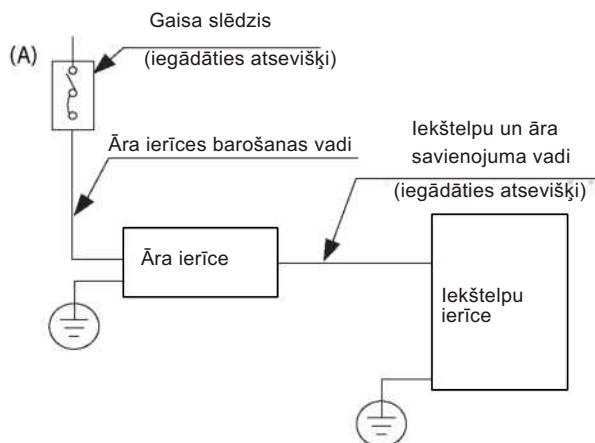 Gaisa slēdzis
(A)
(iegādāties atsevišķi)
Iekštelpu un āra
Āra ierīces barošanas vadi
savienojuma vadi
(iegādāties atsevišķi)
Āra ierīce
Iekštelpu
ierīce